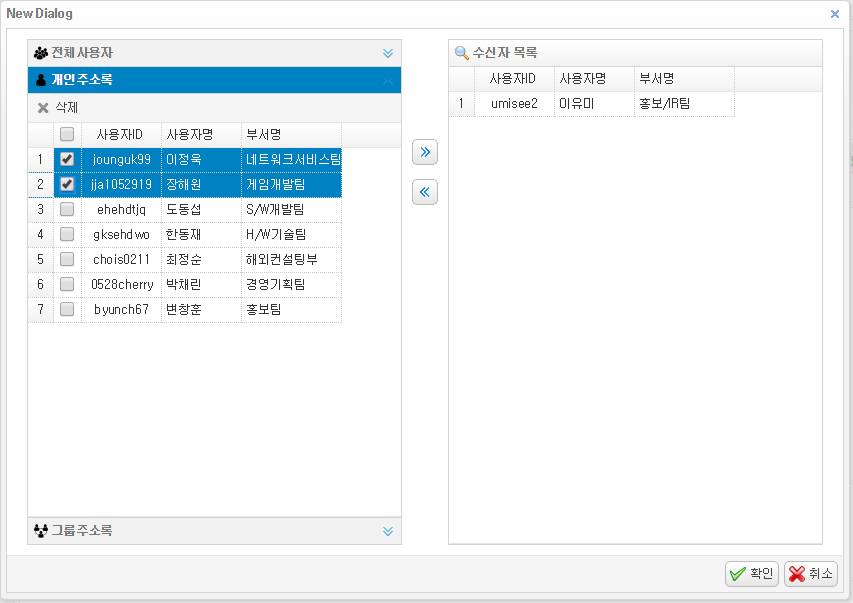 New Dialog
전체사용자
개인주소록
삭제
사용자ID 사용자명 부서명
1 jounguk99 이정욱 네트워크서비스팀
2 jja1052919 장해원 게임개발팀
3 ehehdtjq 도동섭 S/W개발팀
4 gksehdwo 한동재 H/W기술팀
5 chois0211 최정순 해외컨설팅부
6 0528cherry 박채린 경영기획팀
7 byunch67 변창훈 홍보팀
그룹주소록
수신자 목록
사용자ID 사용자명 부서명
1 umisee2 이유미 홍보/IR팀
확인 취소